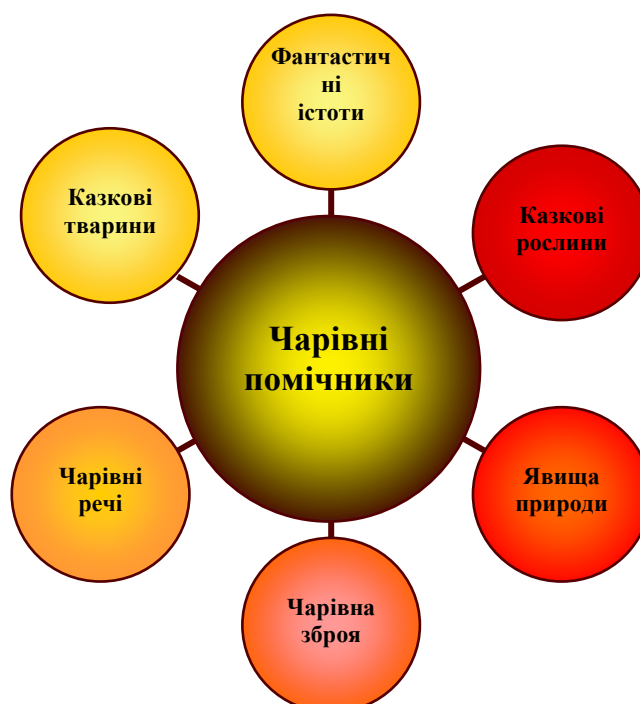 Фантастич
ні
істоти
Казкові
тварини
Казкові
рослини
Чарівні
помічники
Чарівні
речі
Явища
природи
Чарівна
зброя